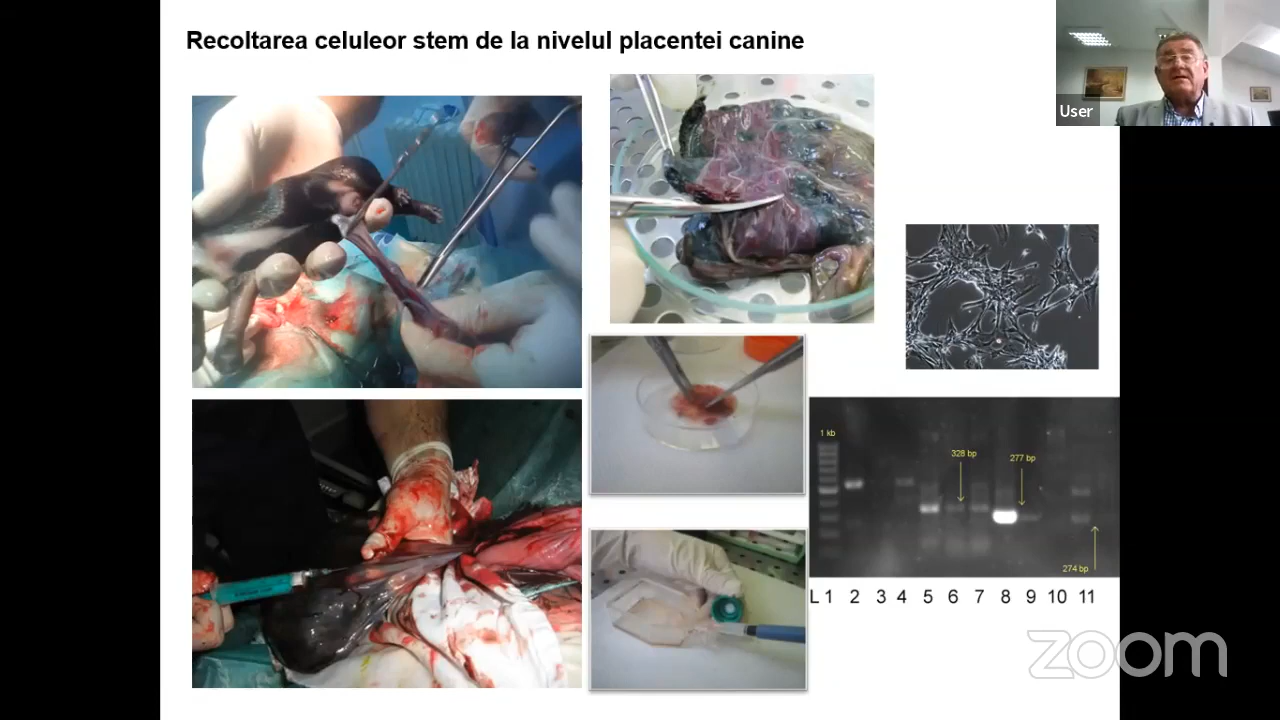 Recoltarea celuleor stem de la nivelul placentei canine
User
1 kb
328 bp
277 bp
274 bp
L 1 2 3 4 5 6 7 8 9 10 11
zoom